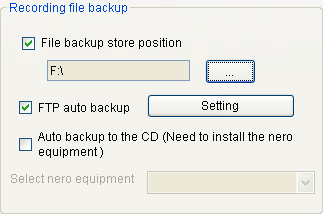 Recording file backup
File backup store position
F:\
...
FTP auto backup
Setting
Auto backup to the CD (Need to install the nero
equipment )
Select nero equipment